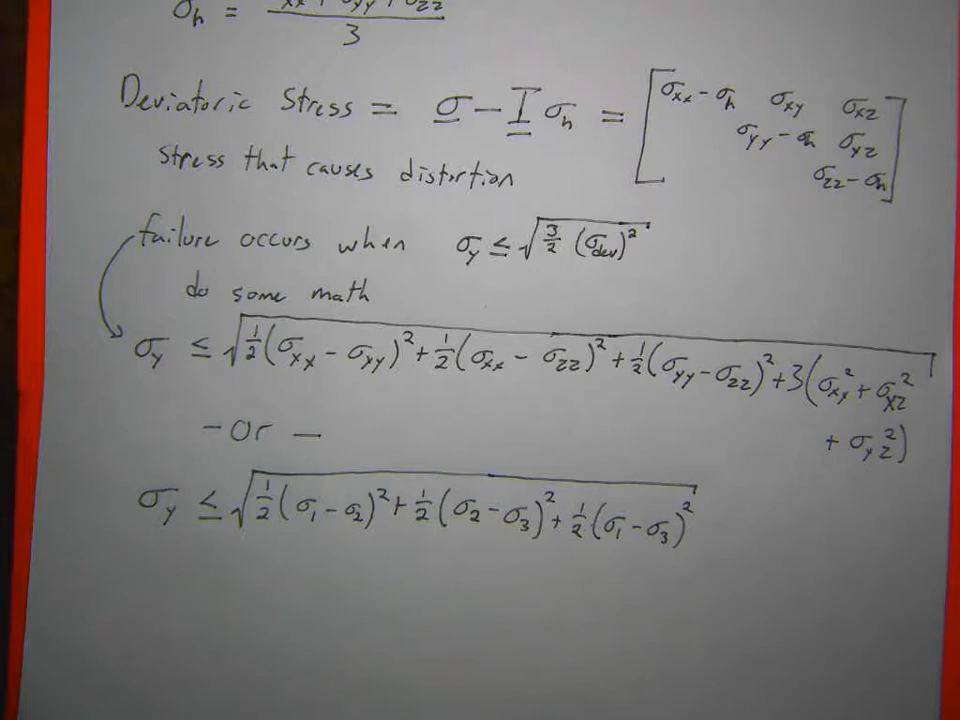 σh = xx + σyy + σzz / 3
Deviatoric Stress = σ − I σh = [σxx − σh σxy σxz
σyy − σh σyz
σzz − σh]
stress that causes distortion
failure occurs when σy ≤ √(3/2 (σdev)²)
do some math
σy ≤ √(1/2(σxx − σxy)² + 1/2(σxx − σzz)² + 1/2(σyy − σzz)² + 3(σxy² + σxz²
+ σyz²)
- Or -
σy ≤ √(1/2(σ1 − σ2)² + 1/2(σ2 − σ3)² + 1/2(σ1 − σ3)²)